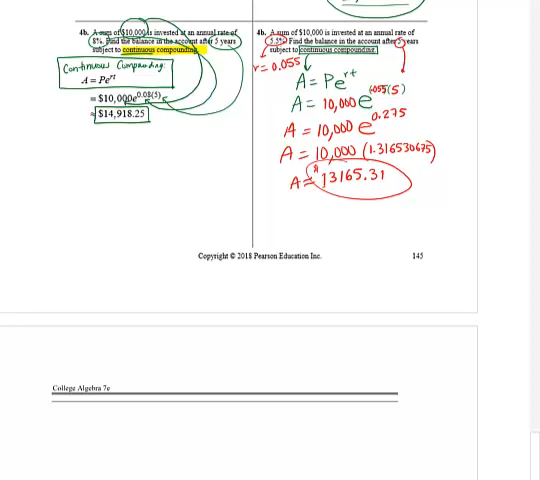 4b. A sum of $10,000 is invested at an annual rate of
8%. Find the balance in the account after 5 years
subject to continuous compounding.
Continuous Compounding:
A = Pe^rt
= $10,000e^0.08(5)
≈ $14,918.25
4b. A sum of $10,000 is invested at an annual rate of
5.5%. Find the balance in the account after 5 years
subject to continuous compounding.
r = 0.055
A = Pe^rt
A = 10,000 e^.055(5)
A = 10,000 e^0.275
A = 10,000 (1.316530675)
A = $13165.31
Copyright © 2018 Pearson Education Inc.
145
College Algebra 7e